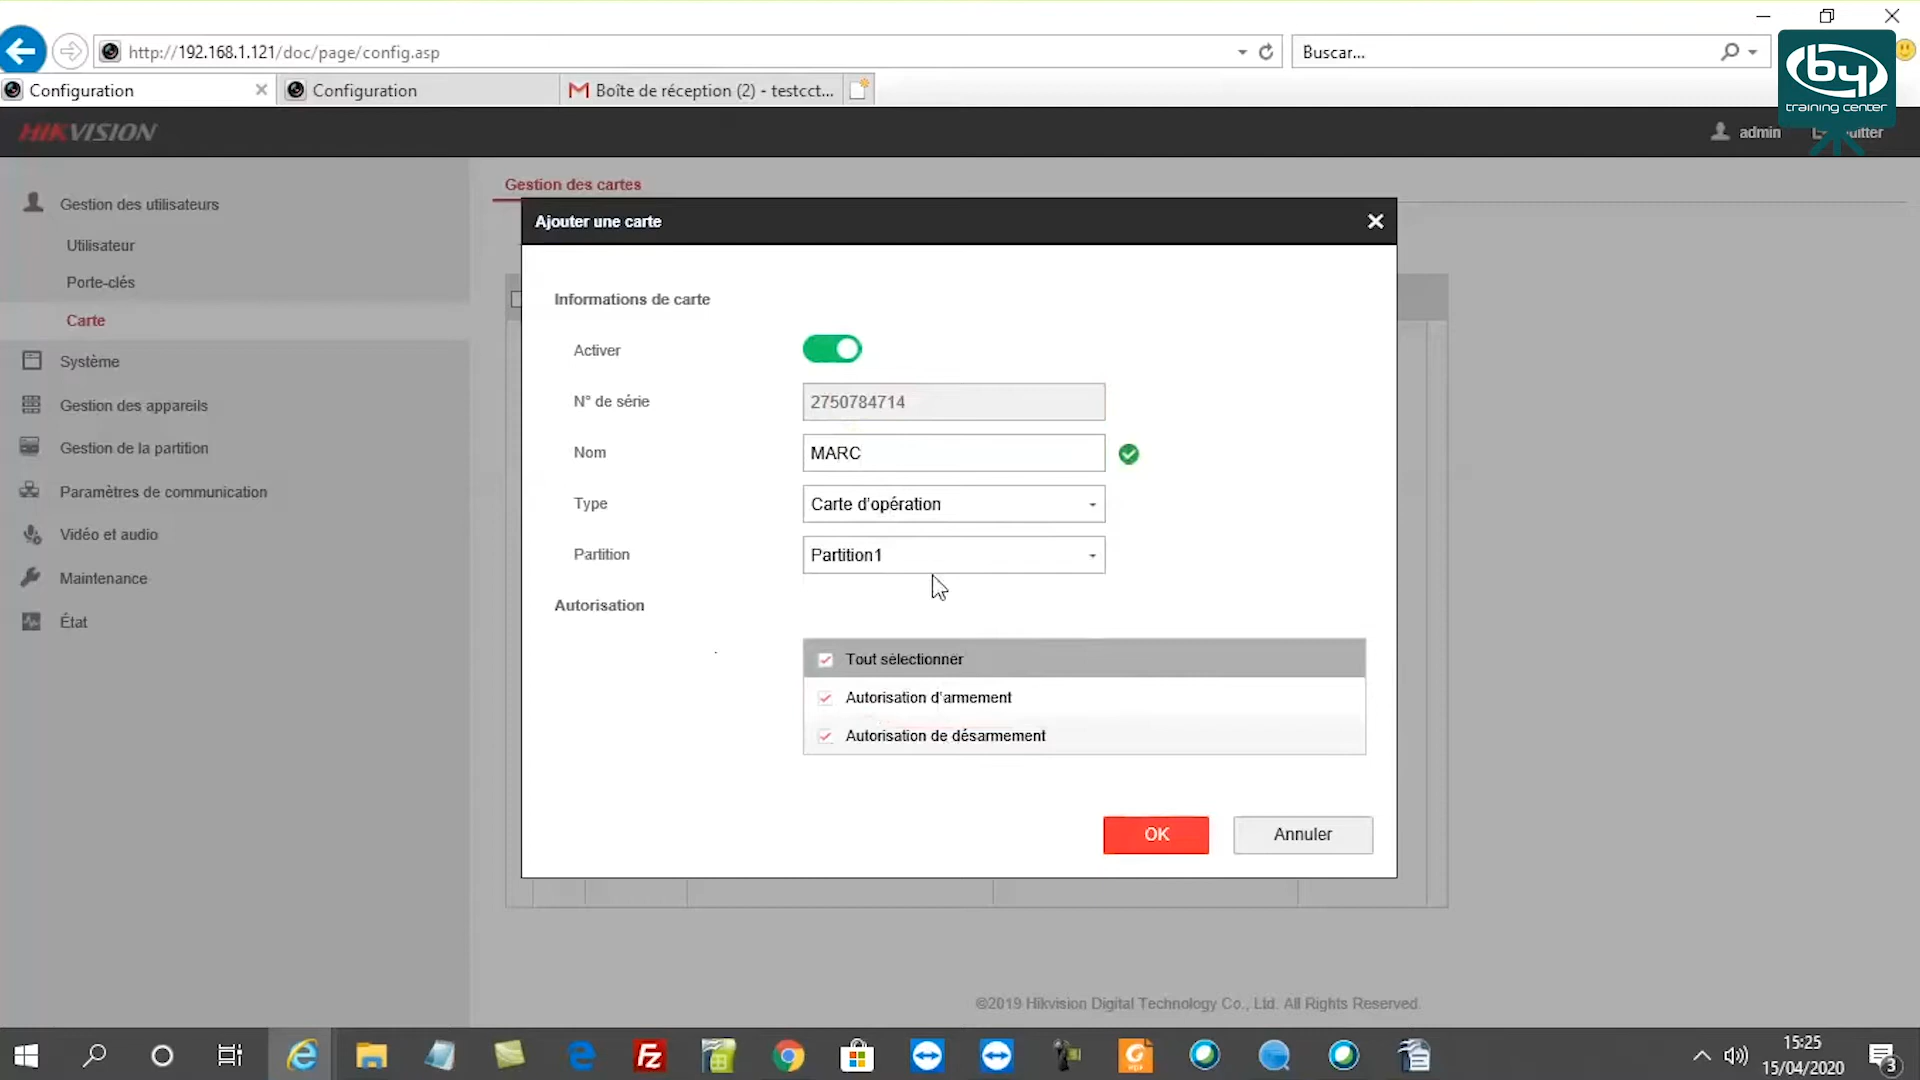 http://192.168.1.121/doc/page/config.asp
Buscar...
Configuration
Configuration
Boîte de réception (2) - testcct...
by
training center
HIKVISION
admin
Gestion des utilisateurs
Utilisateur
Porte-clés
Carte
Système
Gestion des appareils
Gestion de la partition
Paramètres de communication
Vidéo et audio
Maintenance
État
Gestion des cartes
Ajouter une carte
Informations de carte
Activer
N° de série
2750784714
Nom
MARC
Type
Carte d'opération
Partition
Partition1
Autorisation
Tout sélectionner
Autorisation d'armement
Autorisation de désarmement
OK
Annuler
©2019 Hikvision Digital Technology Co., Ltd. All Rights Reserved.
15:25
15/04/2020
3